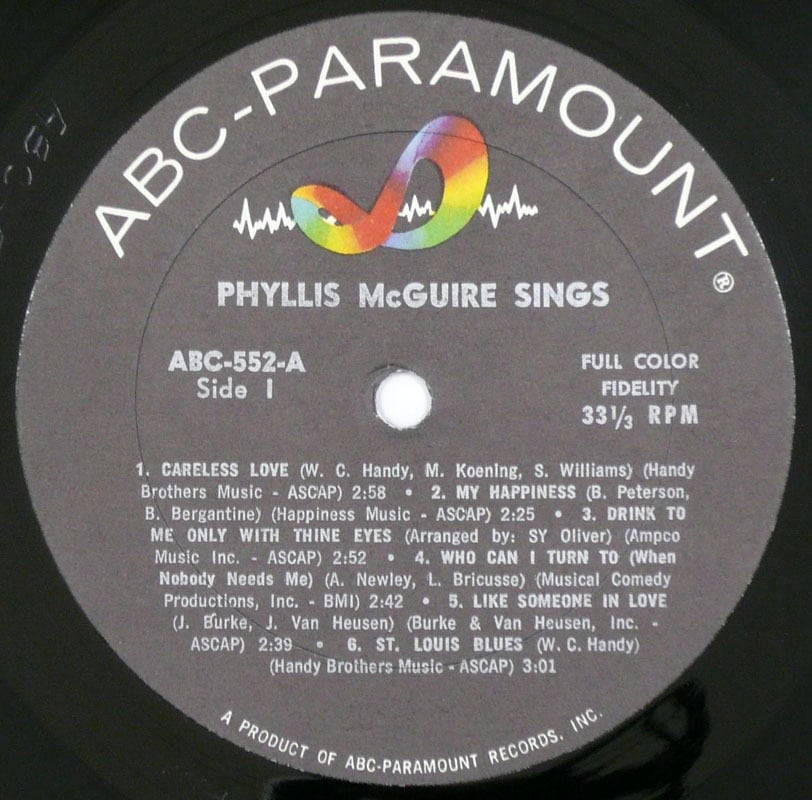 ABC-PARAMOUNT®
PHYLLIS McGUIRE SINGS
ABC-552-A
Side 1
FULL COLOR
FIDELITY
33⅓ RPM
1. CARELESS LOVE (W. C. Handy, M. Koening, S. Williams) (Handy
Brothers Music - ASCAP) 2:58 • 2. MY HAPPINESS (B. Peterson,
B. Bergantine) (Happiness Music - ASCAP) 2:25 • 3. DRINK TO
ME ONLY WITH THINE EYES (Arranged by: SY Oliver) (Ampco
Music Inc. - ASCAP) 2:52 • 4. WHO CAN I TURN TO (When
Nobody Needs Me) (A. Newley, L. Bricusse) (Musical Comedy
Productions, Inc. - BMI) 2:42 • 5. LIKE SOMEONE IN LOVE
(J. Burke, J. Van Heusen) (Burke & Van Heusen, Inc. -
ASCAP) 2:39 • 6. ST. LOUIS BLUES (W. C. Handy)
(Handy Brothers Music - ASCAP) 3:01
A PRODUCT OF ABC-PARAMOUNT RECORDS, INC.